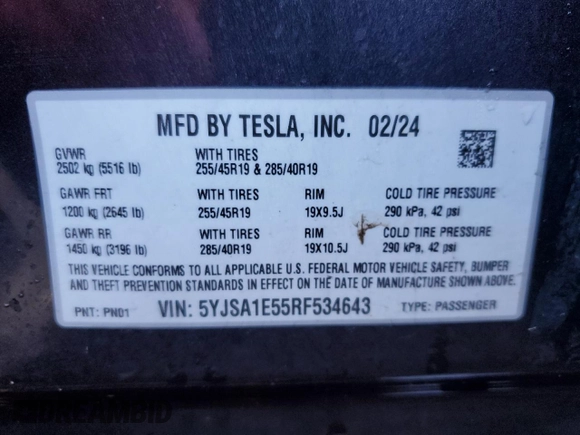 MFD BY TESLA, INC. 02/24
GVWR WITH TIRES
2502 kg (5516 lb) 255/45R19 & 285/40R19
GAWR FRT WITH TIRES RIM COLD TIRE PRESSURE
1200 kg (2645 lb) 255/45R19 19X9.5J 290 kPa, 42 psi
GAWR RR WITH TIRES RIM COLD TIRE PRESSURE
1450 kg (3196 lb) 285/40R19 19X10.5J 290 kPa, 42 psi
THIS VEHICLE CONFORMS TO ALL APPLICABLE U.S. FEDERAL MOTOR VEHICLE SAFETY, BUMPER
AND THEFT PREVENTION STANDARDS IN EFFECT ON THE DATE OF MANUFACTURE SHOWN ABOVE.
PNT: PN01 VIN: 5YJSA1E55RF534643 TYPE: PASSENGER
DREAMBID